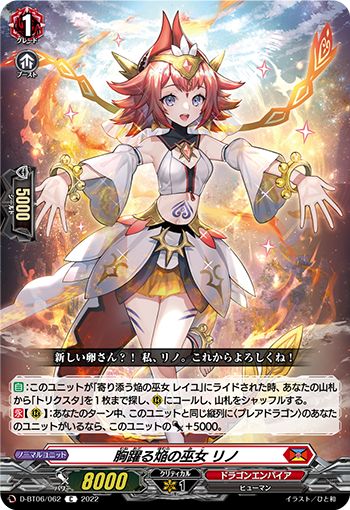 1
グレード
ブースト
5000
シールド
新しい卵さん？！ 私、リノ。これからよろしくね！
自：このユニットが「寄り添う焔の巫女 レイユ」にライドされた時、あなたの山札
から「トリクスタ」を1枚まで探し、Ⓡにコールし、山札をシャッフルする。
永【Ⓡ】：あなたのターン中、このユニットと同じ縦列に〈プレアドラゴン〉のあなたの
ユニットがいるなら、このユニットの+5000。
ノーマルユニット
胸躍る焔の巫女 リノ
ドラゴンエンパイア
パワー
8000
クリティカル
1
ヒューマン
D-BT06/062 C 2022
イラスト／ひと和